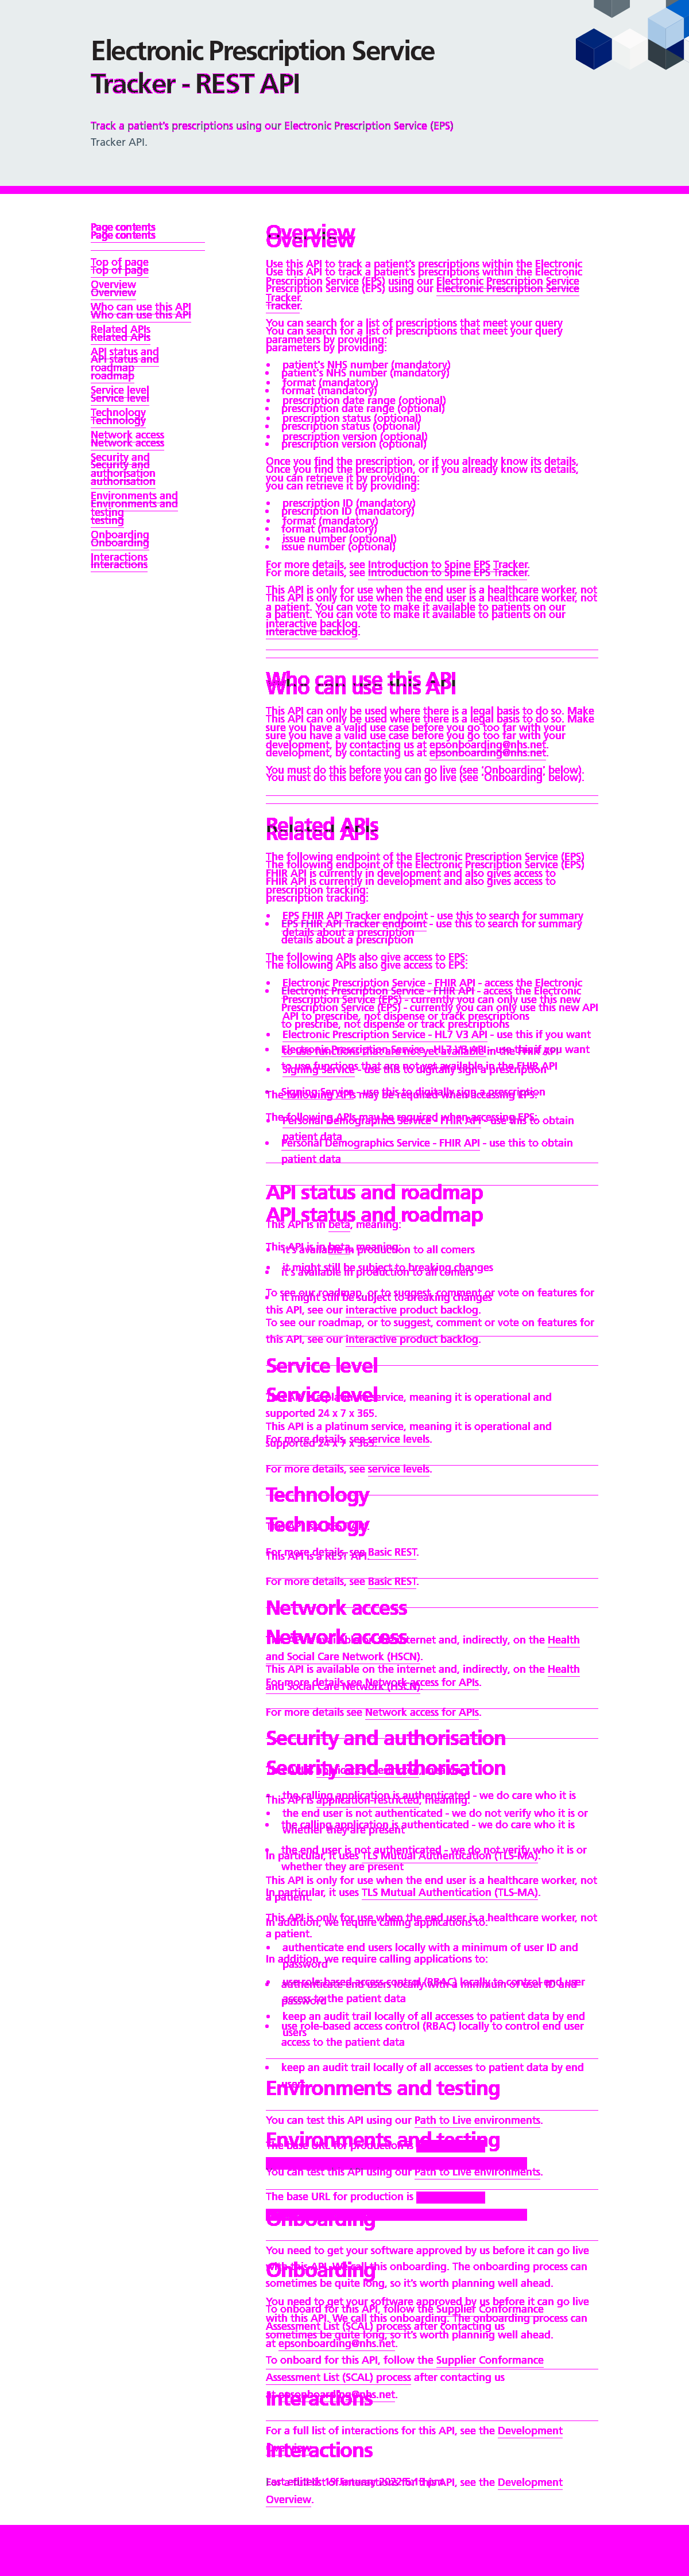 Electronic Prescription Service
Tracker - REST API
Track a patient's prescriptions using our Electronic Prescription Service (EPS)
Tracker API.
Page contents
Top of page
Overview
Who can use this API
Related APIs
API status and
roadmap
Service level
Technology
Network access
Security and
authorisation
Environments and
testing
Onboarding
Interactions
Overview
Use this API to track a patient's prescriptions within the Electronic
Prescription Service (EPS) using our Electronic Prescription Service
Tracker.
You can search for a list of prescriptions that meet your query
parameters by providing:
• patient's NHS number (mandatory)
• format (mandatory)
• prescription date range (optional)
• prescription status (optional)
• prescription version (optional)
Once you find the prescription, or if you already know its details,
you can retrieve it by providing:
• prescription ID (mandatory)
• format (mandatory)
• issue number (optional)
For more details, see Introduction to Spine EPS Tracker.
This API is only for use when the end user is a healthcare worker, not
a patient. You can vote to make it available to patients on our
interactive backlog.
Who can use this API
This API can only be used where there is a legal basis to do so. Make
sure you have a valid use case before you go too far with your
development, by contacting us at epsonboarding@nhs.net.
You must do this before you can go live (see 'Onboarding' below).
Related APIs
The following endpoint of the Electronic Prescription Service (EPS)
FHIR API is currently in development and also gives access to
prescription tracking:
• EPS FHIR API Tracker endpoint - use this to search for summary
details about a prescription
The following APIs also give access to EPS:
• Electronic Prescription Service - FHIR API - access the Electronic
Prescription Service (EPS) - currently you can only use this new API
to prescribe, not dispense or track prescriptions
• Electronic Prescription Service - HL7 V3 API - use this if you want
to use functions that are not yet available in the FHIR API
• Signing Service - use this to digitally sign a prescription
The following APIs may be required when accessing EPS:
• Personal Demographics Service - FHIR API - use this to obtain
patient data
API status and roadmap
This API is in beta, meaning:
• it's available in production to all comers
• it might still be subject to breaking changes
To see our roadmap, or to suggest, comment or vote on features for
this API, see our interactive product backlog.
Service level
This API is a platinum service, meaning it is operational and
supported 24 x 7 x 365.
For more details, see service levels.
Technology
This API is a REST API.
For more details, see Basic REST.
Network access
This API is available on the internet and, indirectly, on the Health
and Social Care Network (HSCN).
For more details see Network access for APIs.
Security and authorisation
This API is application-restricted, meaning:
• the calling application is authenticated - we do care who it is
• the end user is not authenticated - we do not verify who it is or
whether they are present
In particular, it uses TLS Mutual Authentication (TLS-MA).
This API is only for use when the end user is a healthcare worker, not
a patient.
In addition, we require calling applications to:
• authenticate end users locally with a minimum of user ID and
password
• use role-based access control (RBAC) locally to control end user
access to the patient data
• keep an audit trail locally of all accesses to patient data by end
users
Environments and testing
You can test this API using our Path to Live environments.
The base URL for production is
Onboarding
You need to get your software approved by us before it can go live
with this API. We call this onboarding. The onboarding process can
sometimes be quite long, so it's worth planning well ahead.
To onboard for this API, follow the Supplier Conformance
Assessment List (SCAL) process after contacting us
at epsonboarding@nhs.net.
Interactions
For a full list of interactions for this API, see the Development
Overview.